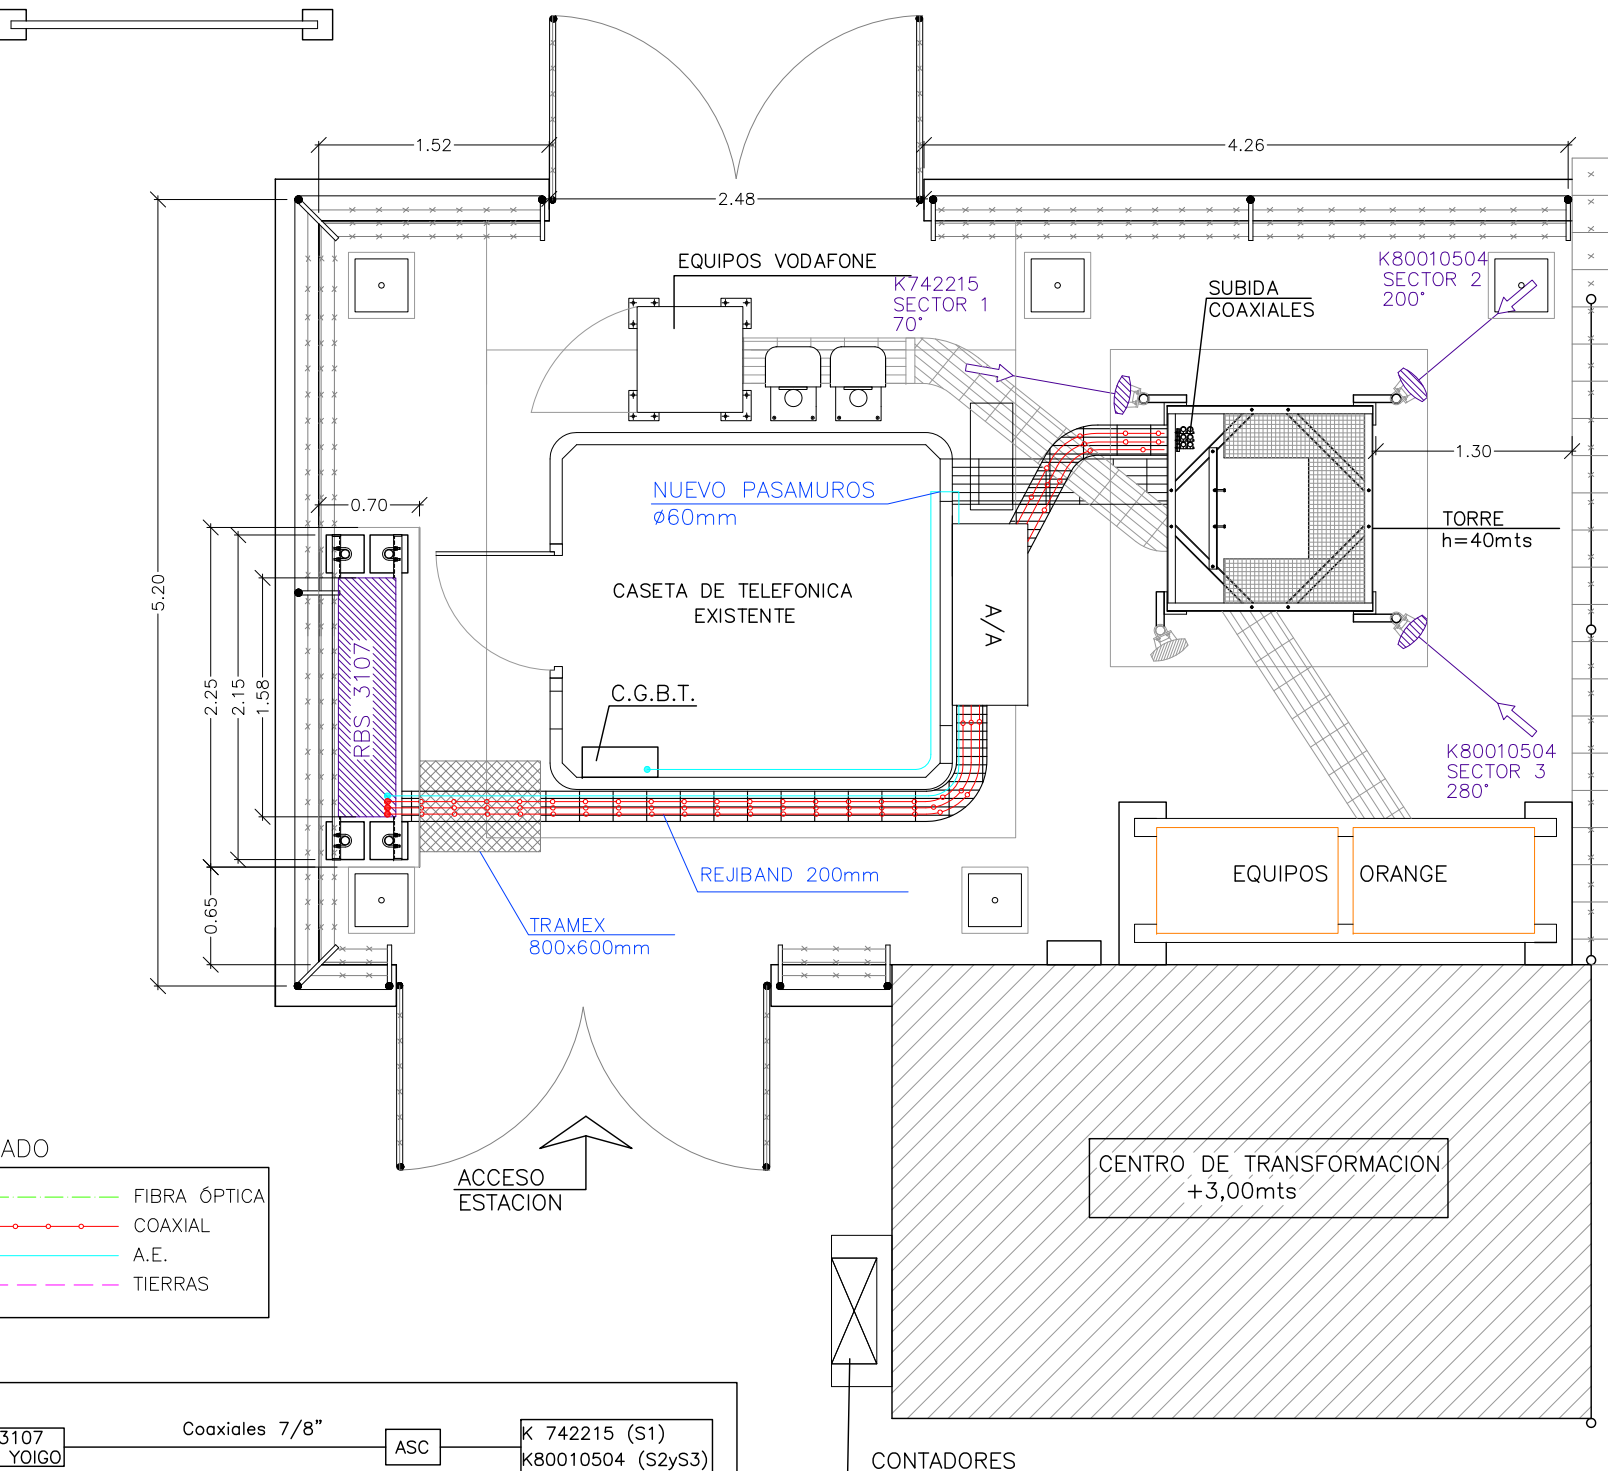 1.52
4.26
2.48
EQUIPOS VODAFONE
K742215
SECTOR 1
70°
SUBIDA
COAXIALES
K80010504
SECTOR 2
200°
1.30
NUEVO PASAMUROS
Ø60mm
0.70
TORRE
h=40mts
CASETA DE TELEFONICA
EXISTENTE
A/A
5.20
2.25
2.15
1.58
RBS 3107
C.G.B.T.
K80010504
SECTOR 3
280°
REJIBAND 200mm
EQUIPOS ORANGE
0.65
TRAMEX
800x600mm
ACCESO
ESTACION
CENTRO DE TRANSFORMACION
+3,00mts
ADO
FIBRA ÓPTICA
COAXIAL
A.E.
TIERRAS
3107
YOIGO
Coaxiales 7/8"
ASC
K 742215 (S1)
K80010504 (S2yS3)
CONTADORES